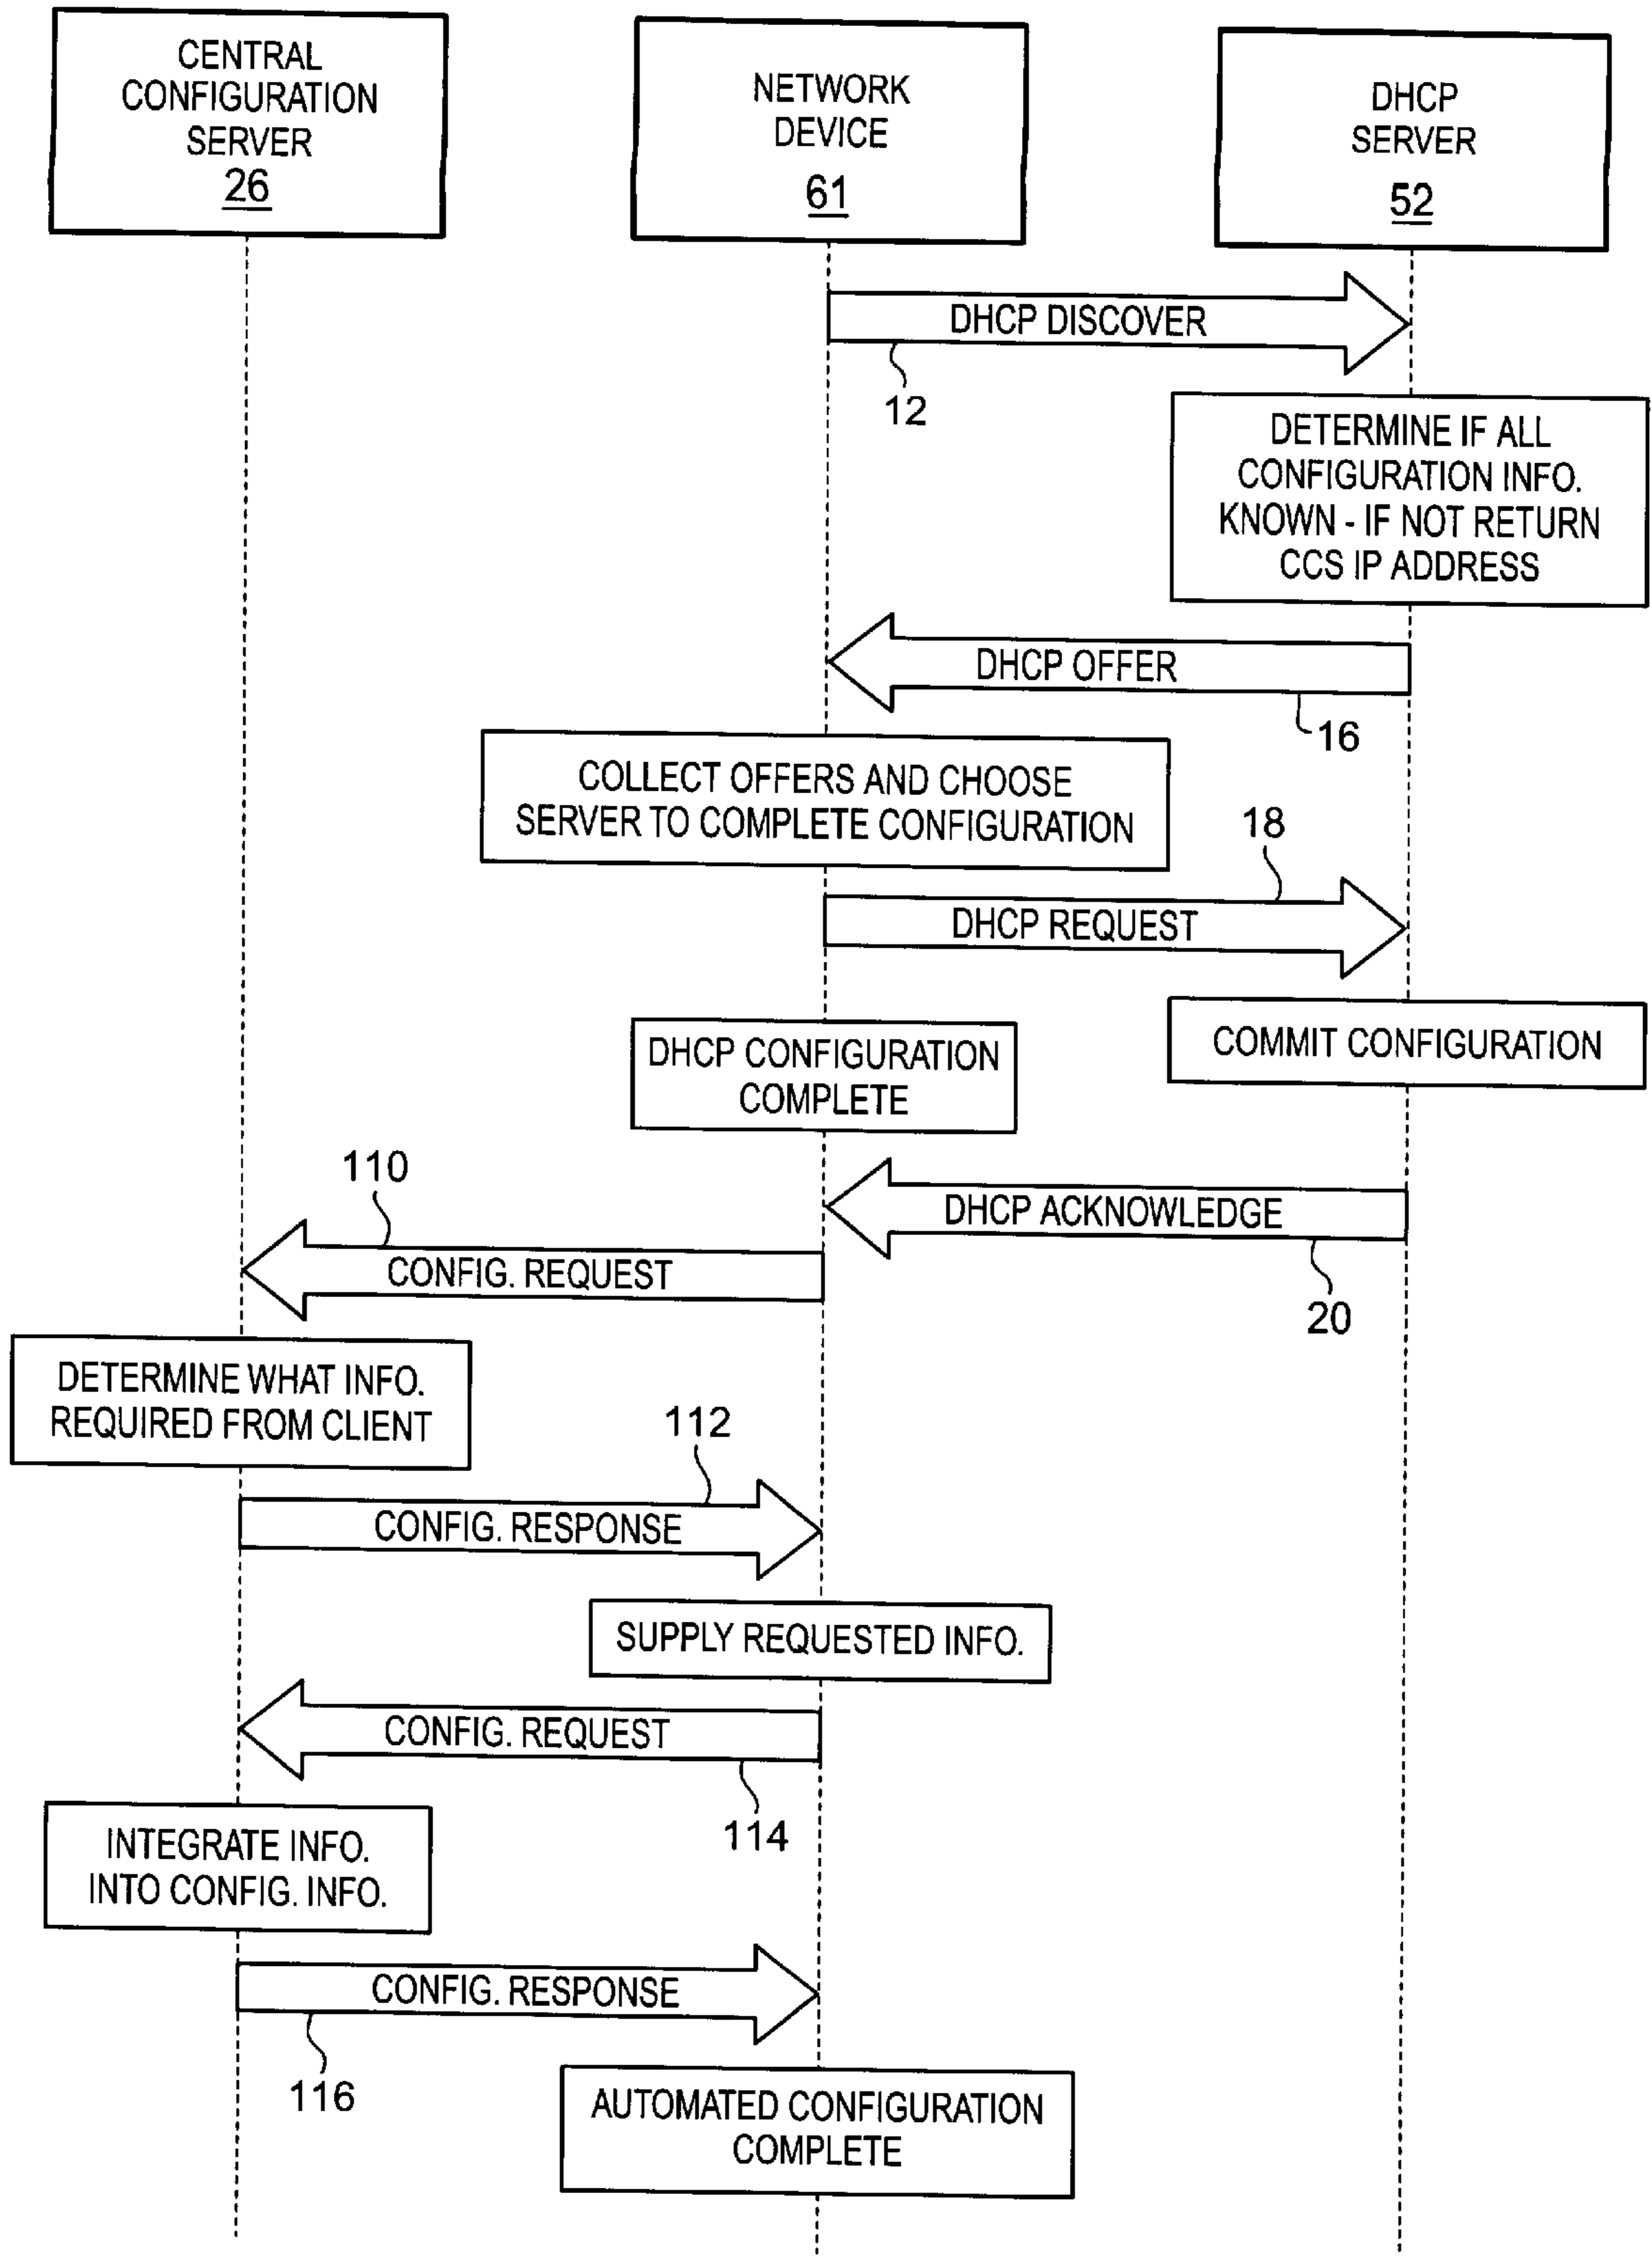 CENTRAL
CONFIGURATION
SERVER
26
NETWORK
DEVICE
61
DHCP
SERVER
52
DHCP DISCOVER
12
DETERMINE IF ALL
CONFIGURATION INFO.
KNOWN - IF NOT RETURN
CCS IP ADDRESS
DHCP OFFER
16
COLLECT OFFERS AND CHOOSE
SERVER TO COMPLETE CONFIGURATION
18
DHCP REQUEST
COMMIT CONFIGURATION
DHCP CONFIGURATION
COMPLETE
DHCP ACKNOWLEDGE
20
110
CONFIG. REQUEST
DETERMINE WHAT INFO.
REQUIRED FROM CLIENT
112
CONFIG. RESPONSE
SUPPLY REQUESTED INFO.
CONFIG. REQUEST
114
INTEGRATE INFO.
INTO CONFIG. INFO.
CONFIG. RESPONSE
116
AUTOMATED CONFIGURATION
COMPLETE